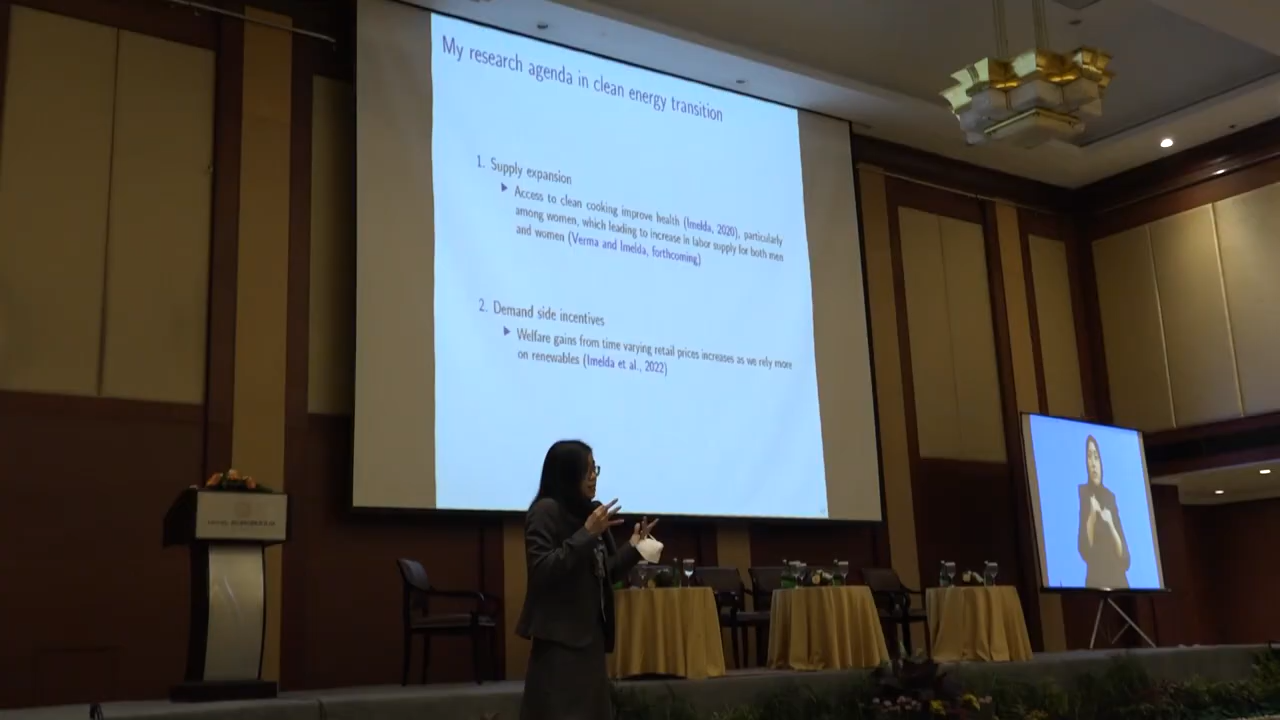 My research agenda in clean energy transition
1. Supply expansion
Access to clean cooking improve health (Imelda, 2020), particularly
among women, which leading to increase in labor supply for both men
and women (Verma and Imelda, forthcoming)
2. Demand side incentives
Welfare gains from time varying retail prices increases as we rely more
on renewables (Imelda et al., 2022)